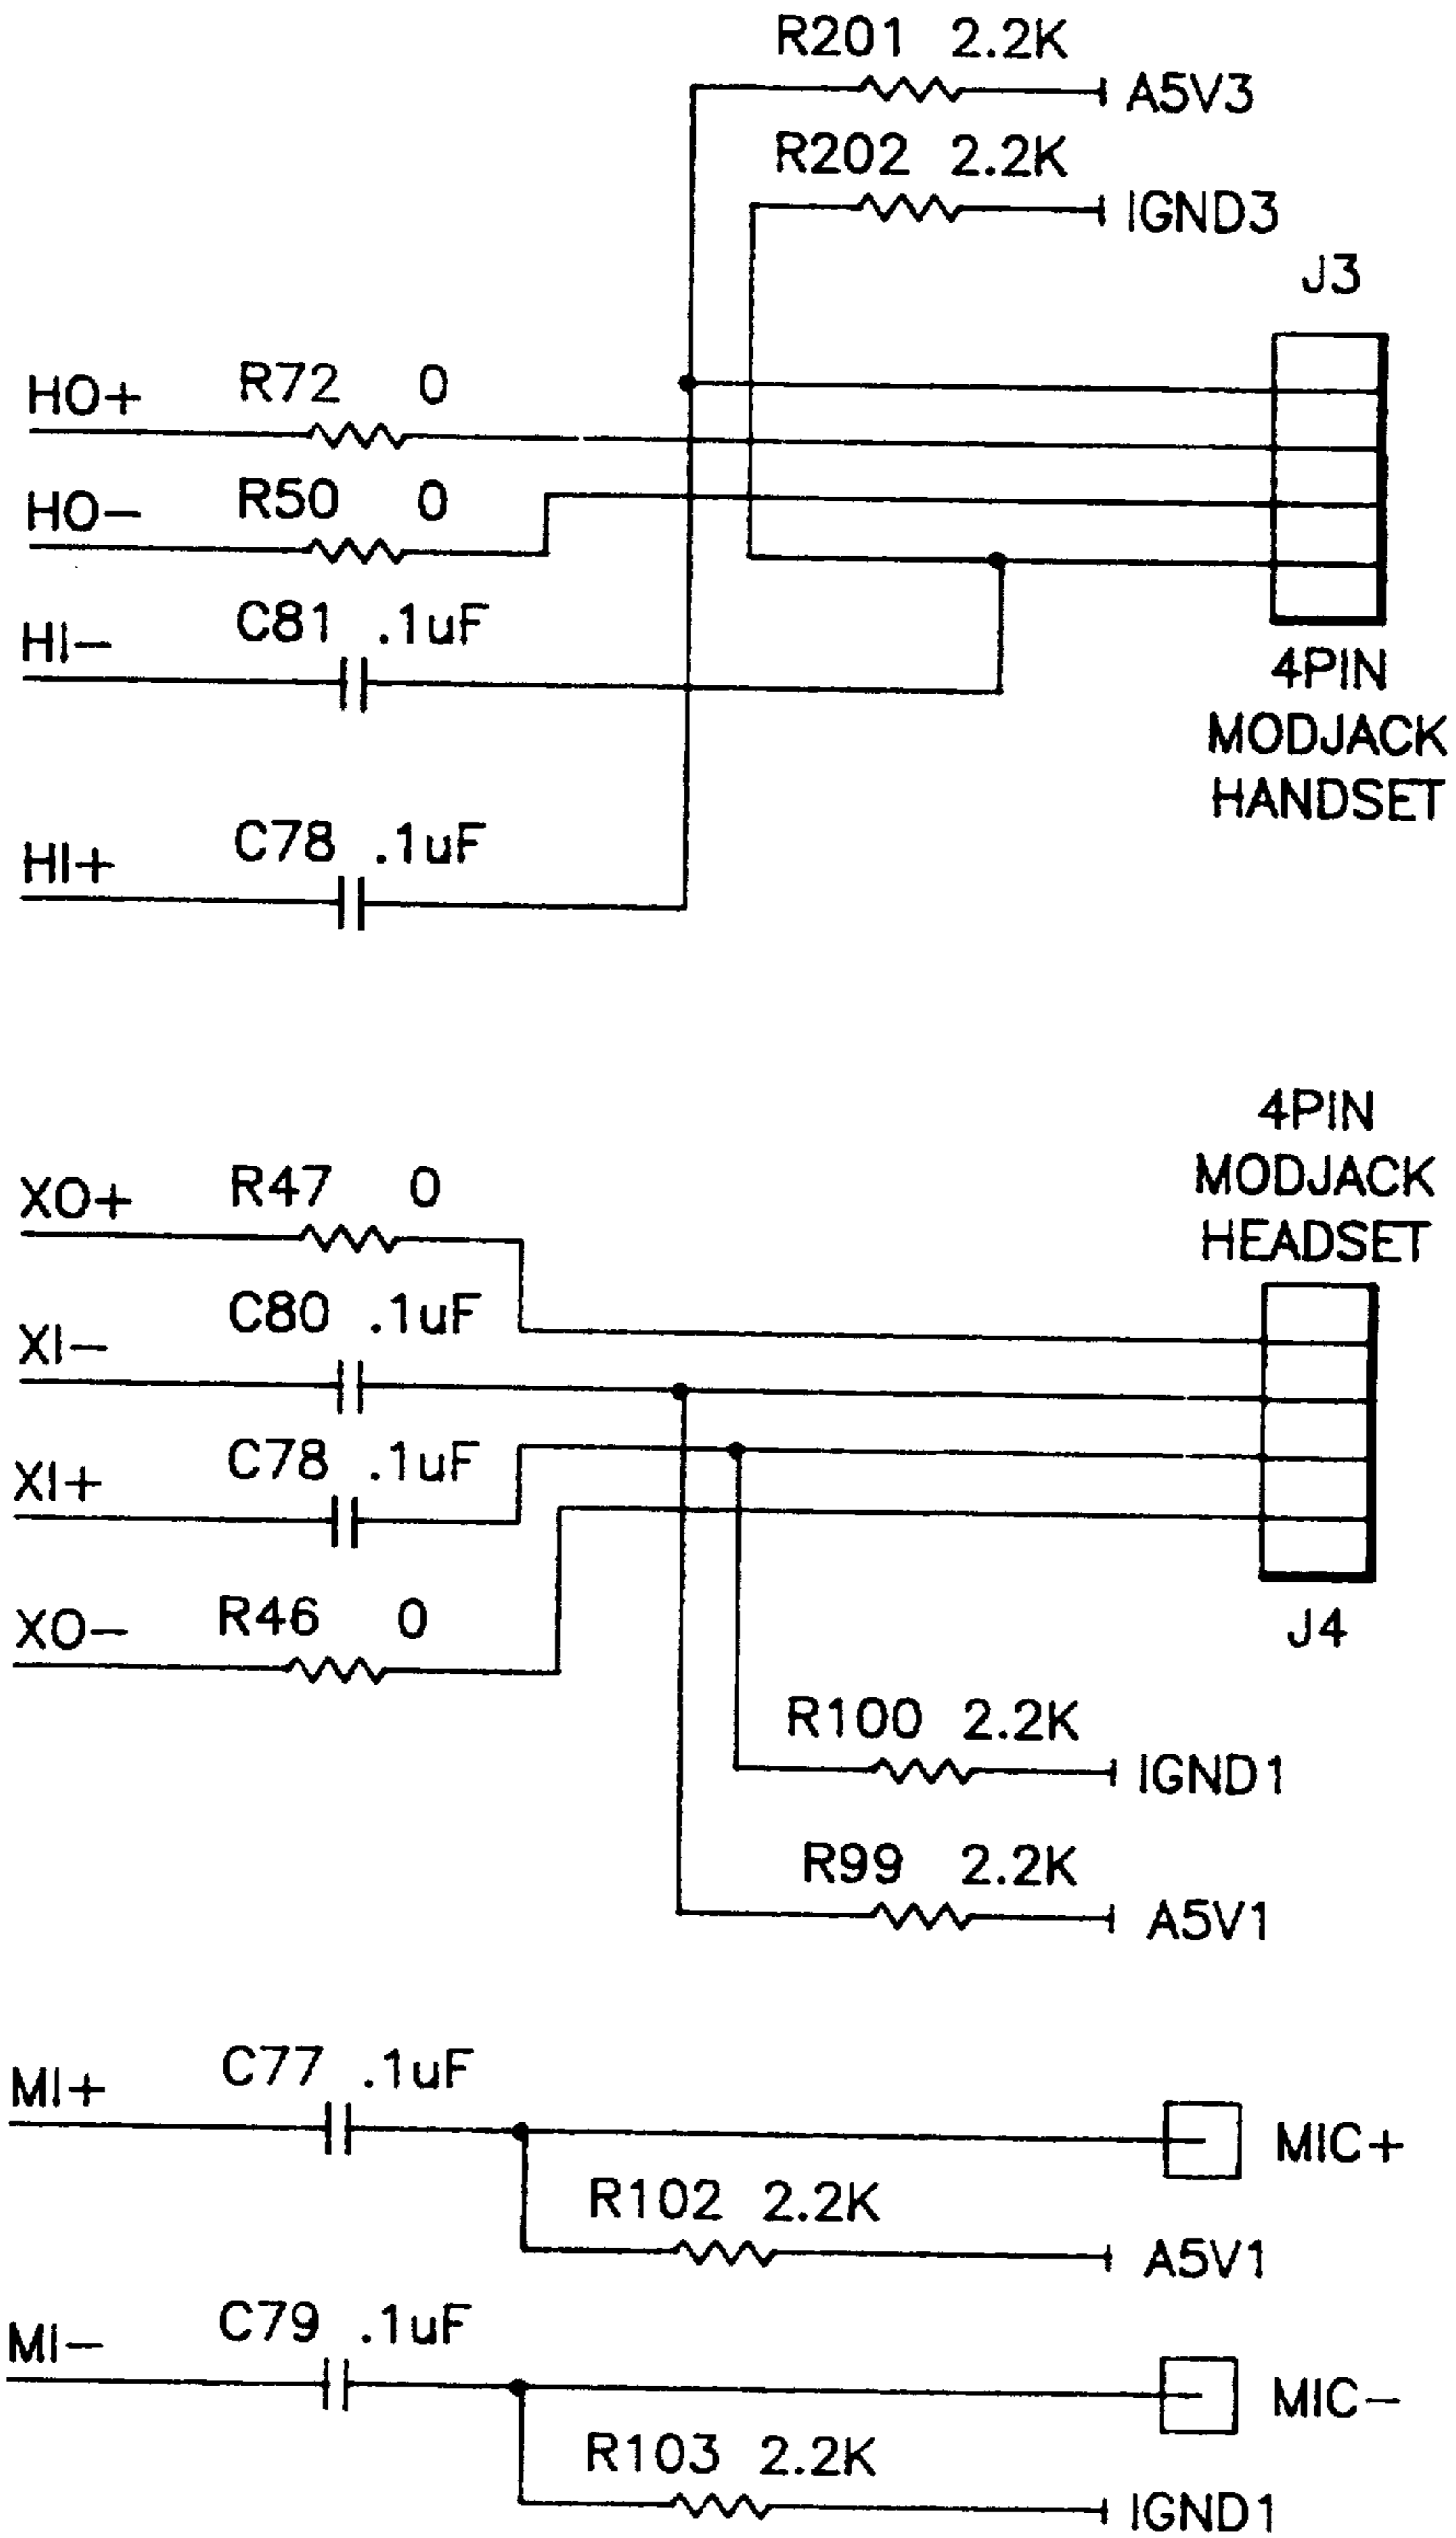 R201 2.2K
A5V3
R202 2.2K
IGND3
J3
HO+ R72 0
HO- R50 0
HI- C81 .1uF
4PIN
MODJACK
HANDSET
HI+ C78 .1uF
4PIN
MODJACK
HEADSET
XO+ R47 0
XI- C80 .1uF
XI+ C78 .1uF
XO- R46 0
J4
R100 2.2K
IGND1
R99 2.2K
A5V1
MI+ C77 .1uF
MIC+
R102 2.2K
A5V1
MI- C79 .1uF
MIC-
R103 2.2K
IGND1